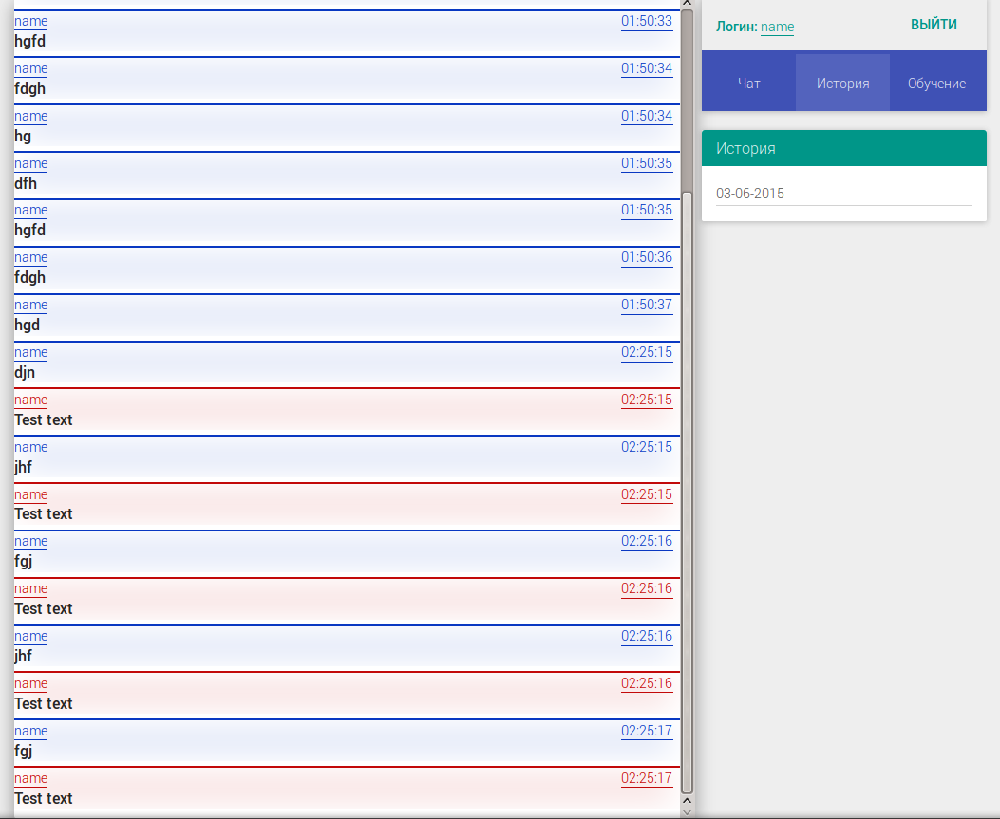 name 01:50:33
hgfd
name 01:50:34
fdgh
name 01:50:34
hg
name 01:50:35
dfh
name 01:50:35
hgfd
name 01:50:36
fdgh
name 01:50:37
hgd
name 02:25:15
djn
name 02:25:15
Test text
name 02:25:15
jhf
name 02:25:15
Test text
name 02:25:16
fgj
name 02:25:16
Test text
name 02:25:16
jhf
name 02:25:16
Test text
name 02:25:17
fgj
name 02:25:17
Test text
Логин: name ВЫЙТИ
Чат История Обучение
История
03-06-2015